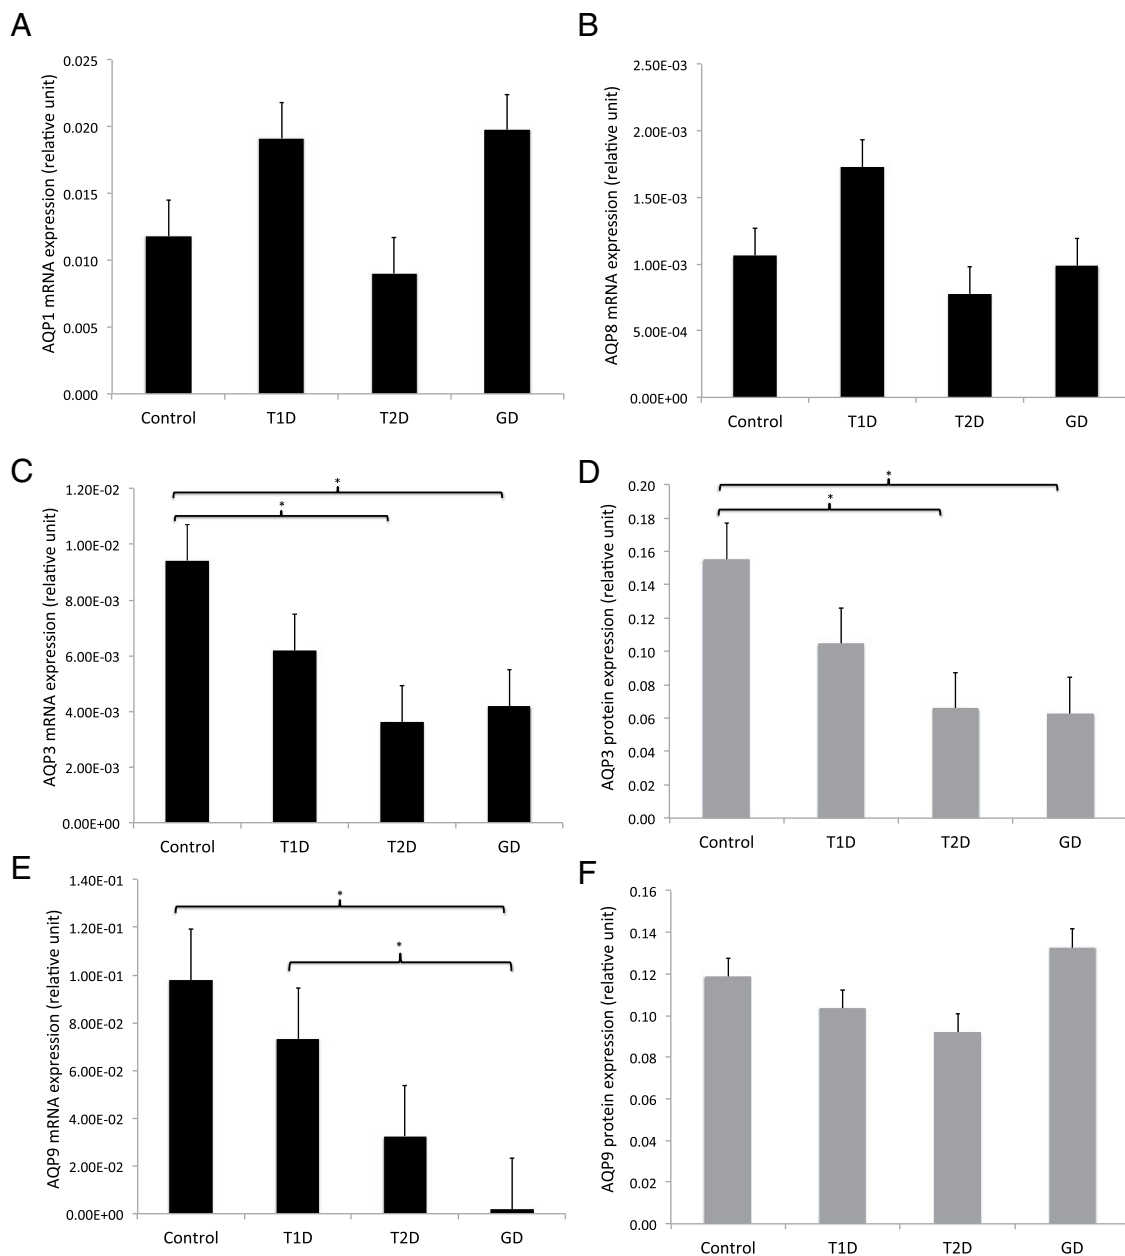 A
AQP1 mRNA expression (relative unit)
0.025
0.020
0.015
0.010
0.005
0.000
Control T1D T2D GD
B
AQP8 mRNA expression (relative unit)
2.50E-03
2.00E-03
1.50E-03
1.00E-03
5.00E-04
0.00E+00
Control T1D T2D GD
C
AQP3 mRNA expression (relative unit)
1.20E-02
1.00E-02
8.00E-03
6.00E-03
4.00E-03
2.00E-03
0.00E+00
*
*
Control T1D T2D GD
D
AQP3 protein expression (relative unit)
0.20
0.18
0.16
0.14
0.12
0.10
0.08
0.06
0.04
0.02
0.00
*
*
Control T1D T2D GD
E
AQP9 mRNA expression (relative unit)
1.40E-01
1.20E-01
1.00E-01
8.00E-02
6.00E-02
4.00E-02
2.00E-02
0.00E+00
*
*
Control T1D T2D GD
F
AQP9 protein expression (relative unit)
0.16
0.14
0.12
0.10
0.08
0.06
0.04
0.02
0.00
Control T1D T2D GD